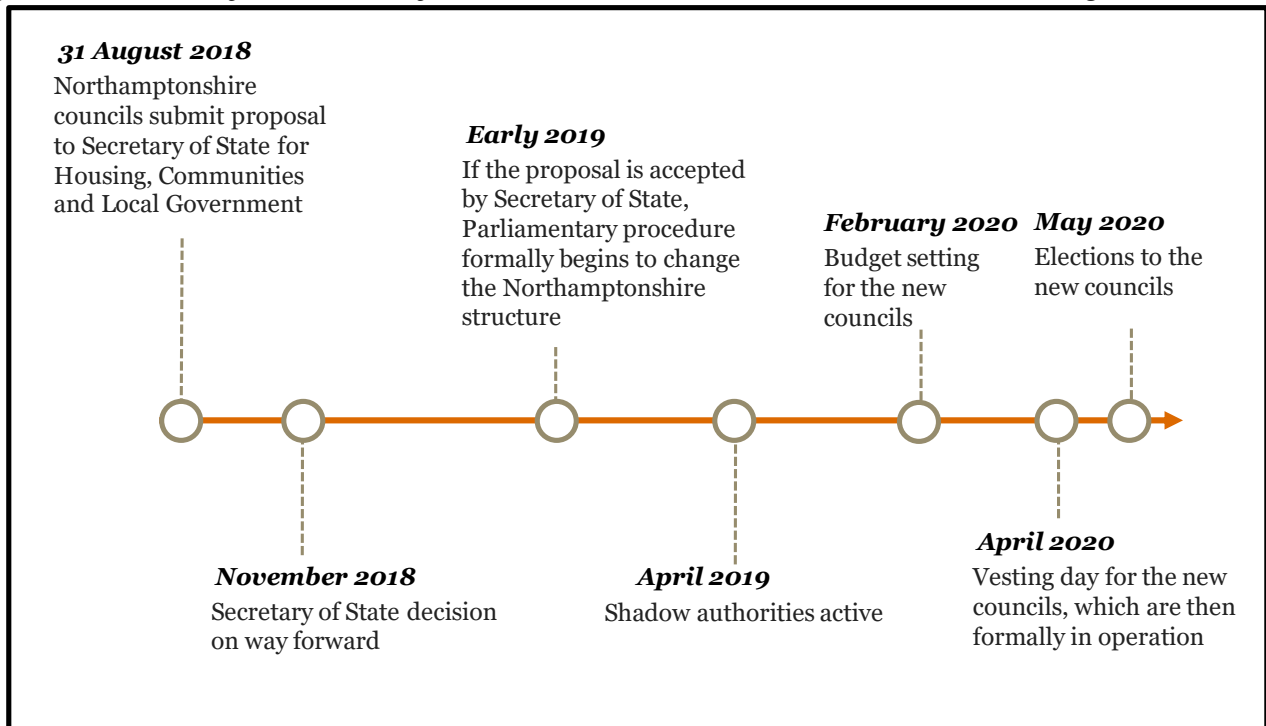 31 August 2018
Northamptonshire
councils submit proposal
to Secretary of State for
Housing, Communities
and Local Government
November 2018
Secretary of State decision
on way forward
Early 2019
If the proposal is accepted
by Secretary of State,
Parliamentary procedure
formally begins to change
the Northamptonshire
structure
April 2019
Shadow authorities active
February 2020
Budget setting
for the new
councils
April 2020
Vesting day for the new
councils, which are then
formally in operation
May 2020
Elections to the
new councils